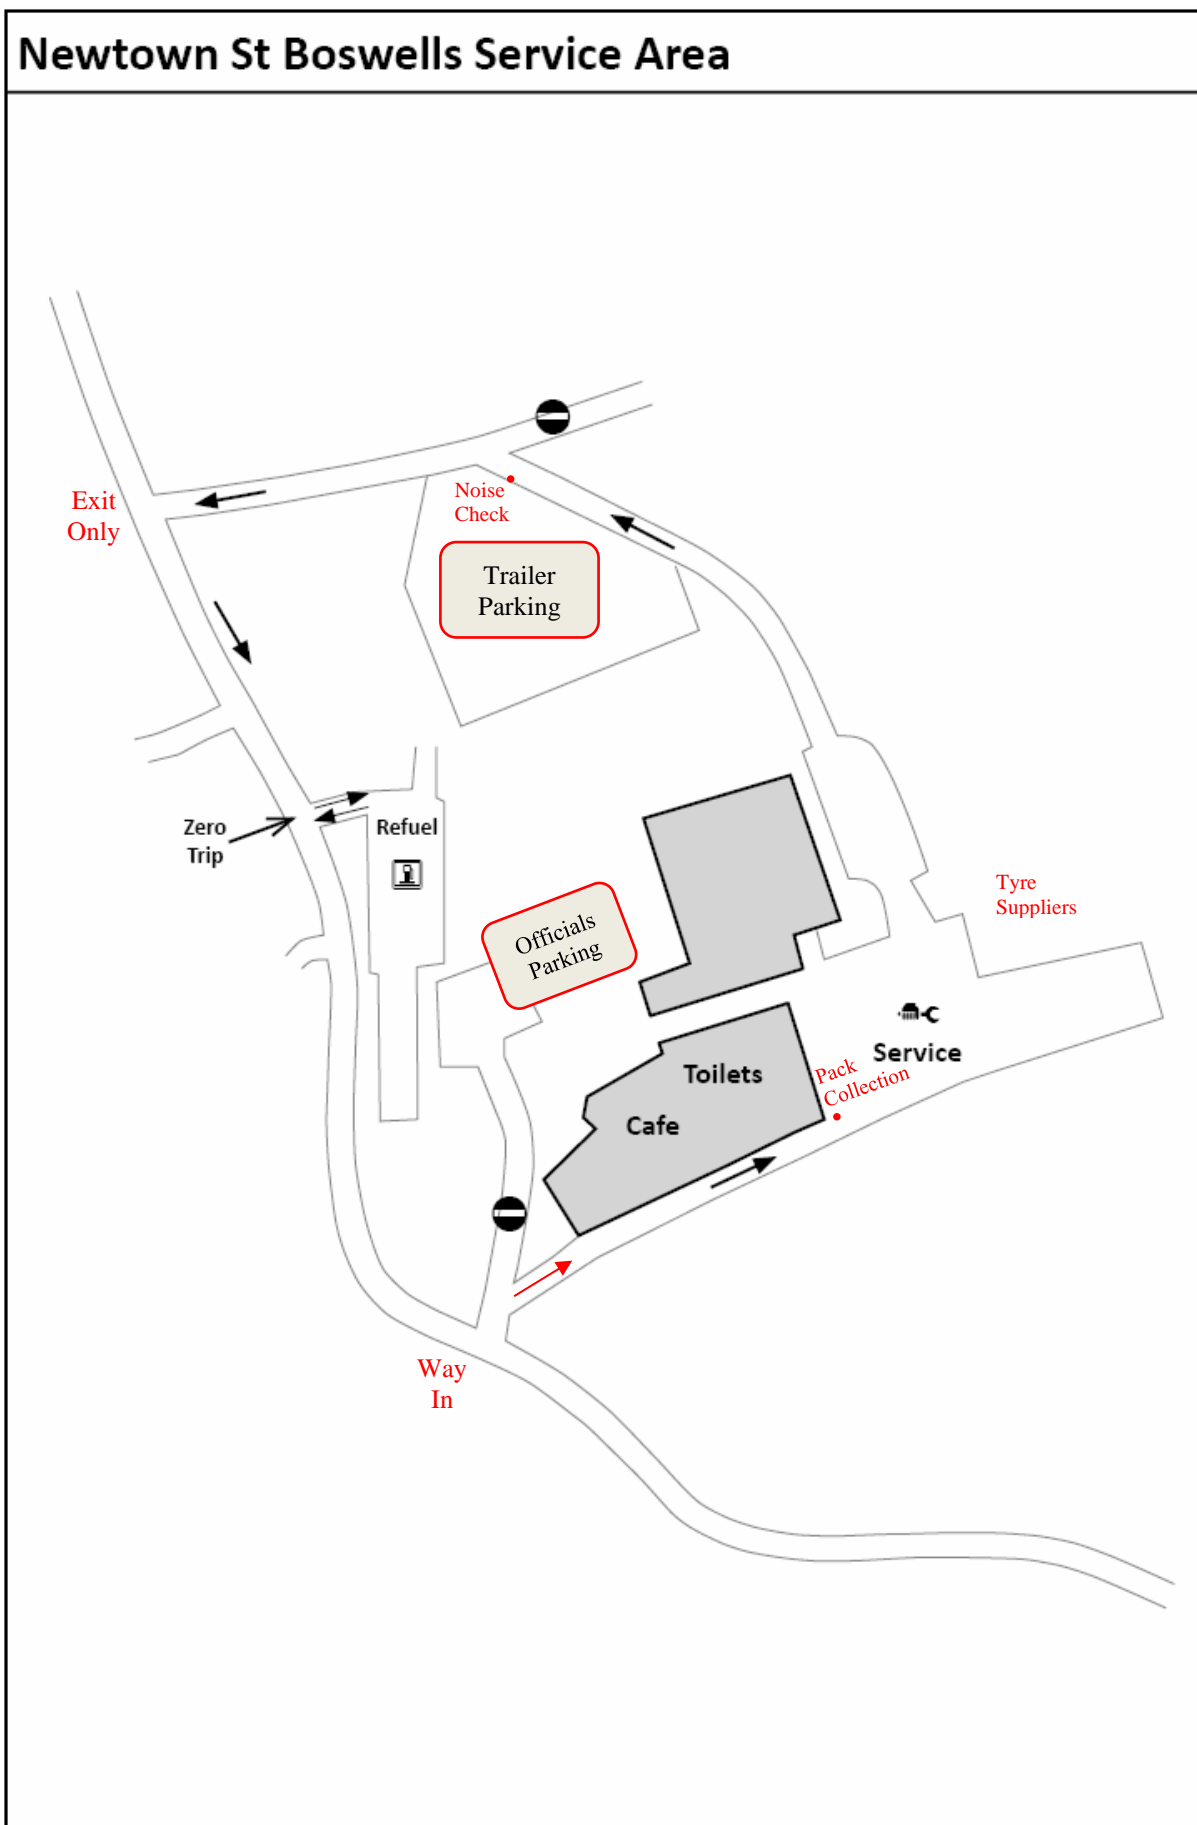 Newtown St Boswells Service Area
Exit
Only
Noise
Check
Trailer
Parking
Zero
Trip
Refuel
Officials
Parking
Tyre
Suppliers
Service
Pack
Collection
Toilets
Cafe
Way
In